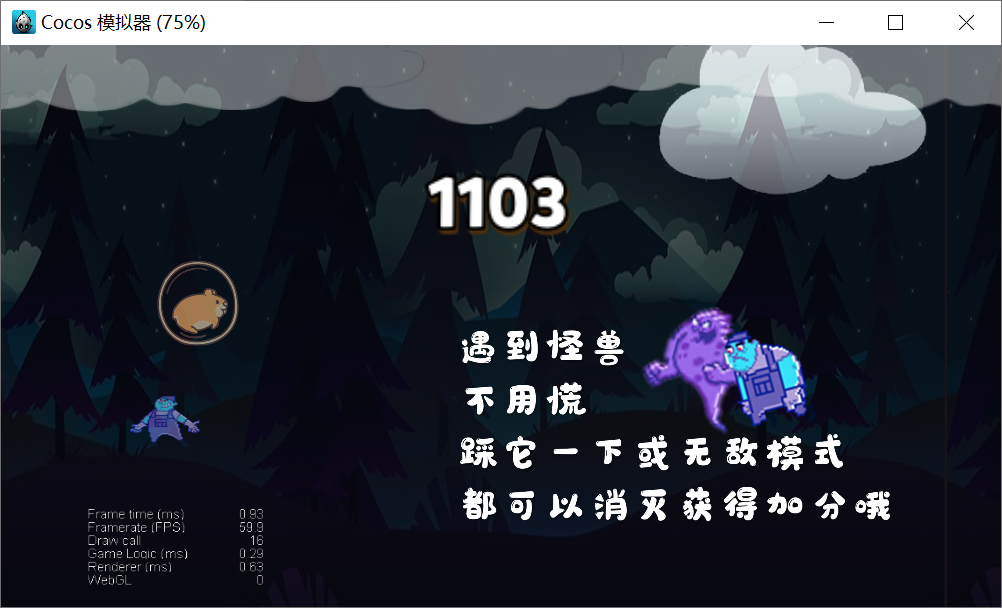 Cocos 模拟器 (75%)
1103
遇到怪兽
不用慌
踩它一下或无敌模式
都可以消灭获得加分哦
Frame time (ms) 0.93
Framerate (FPS) 59.9
Draw call 16
Game Logic (ms) 0.29
Renderer (ms) 0.63
WebGL 0